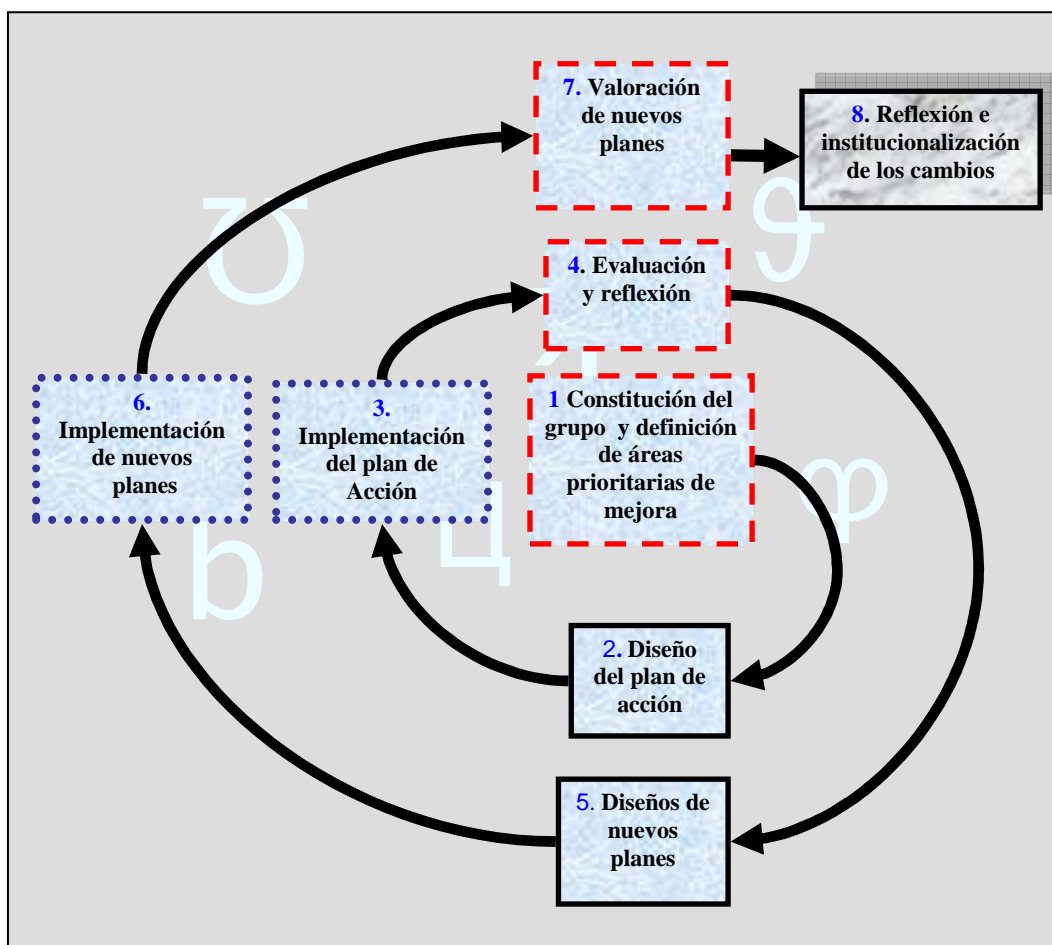 7. Valoración
de nuevos
planes
8. Reflexión e
institucionalización
de los cambios
Ʊ
ϑ
4. Evaluación
y reflexión
6.
Implementación
de nuevos
planes
3.
Implementación
del plan de
Acción
1 Constitución del
grupo y definición
de áreas
prioritarias de
mejora
b
Ц
φ
2. Diseño
del plan de
acción
5. Diseños de
nuevos
planes